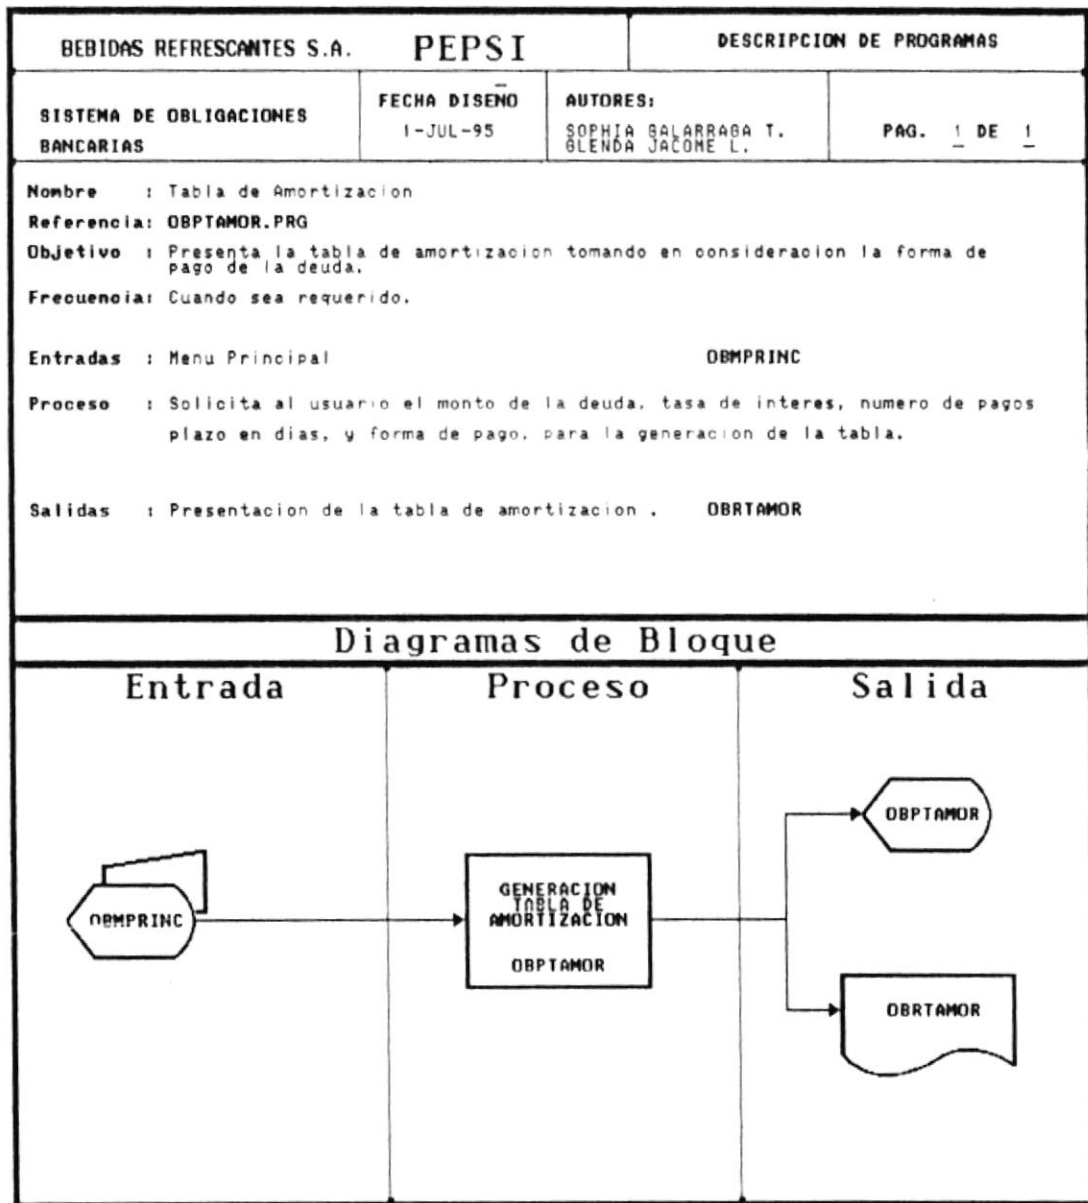 BEBIDAS REFRESCANTES S.A. PEPSI
DESCRIPCION DE PROGRAMAS
SISTEMA DE OBLIGACIONES
BANCARIAS
FECHA DISEÑO
1-JUL-95
AUTORES:
SOPHIA GALARRAGA T.
GLENDA JACOME L.
PAG. 1 DE 1
Nombre : Tabla de Amortizacion
Referencia: OBPTAMOR.PRG
Objetivo : Presenta la tabla de amortizacion tomando en consideracion la forma de
pago de la deuda.
Frecuencia: Cuando sea requerido.
Entradas : Menu Principal OBMPRINC
Proceso : Solicita al usuario el monto de la deuda, tasa de interes, numero de pagos
plazo en dias, y forma de pago, para la generacion de la tabla.
Salidas : Presentacion de la tabla de amortizacion . OBRTAMOR
Diagramas de Bloque
Entrada
Proceso
Salida
OBMPRINC
GENERACION
TABLA DE
AMORTIZACION
OBPTAMOR
OBPTAMOR
OBRTAMOR